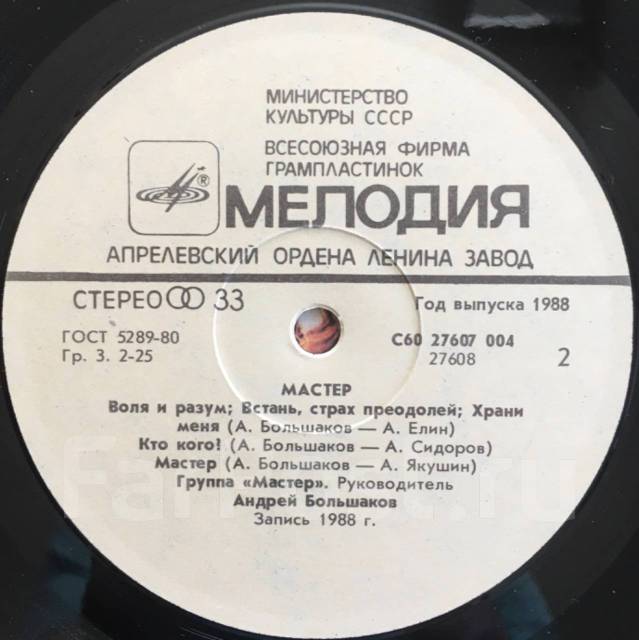 МИНИСТЕРСТВО
КУЛЬТУРЫ СССР
ВСЕСОЮЗНАЯ ФИРМА
ГРАМПЛАСТИНОК
®
МЕЛОДИЯ
АПРЕЛЕВСКИЙ ОРДЕНА ЛЕНИНА ЗАВОД
СТЕРЕО 33
Год выпуска 1988
ГОСТ 5289-80
Гр. 3. 2-25
С60 27607 004
27608
2
МАСТЕР
Воля и разум; Встань, страх преодолей; Храни
меня (А. Большаков — А. Елин)
Кто кого? (А. Большаков — А. Сидоров)
Мастер (А. Большаков — А. Якушин)
Группа «Мастер». Руководитель
Андрей Большаков
Запись 1988 г.